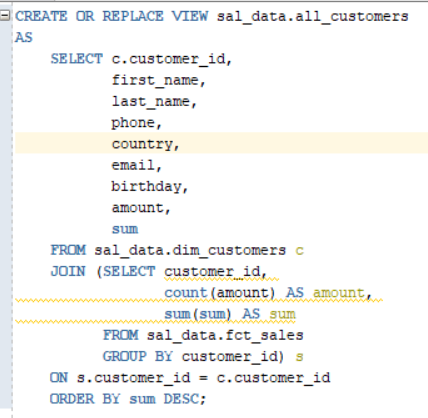 CREATE OR REPLACE VIEW sal_data.all_customers
AS
SELECT c.customer_id,
first_name,
last_name,
phone,
country,
email,
birthday,
amount,
sum
FROM sal_data.dim_customers c
JOIN (SELECT customer_id,
count(amount) AS amount,
sum(sum) AS sum
FROM sal_data.fct_sales
GROUP BY customer_id) s
ON s.customer_id = c.customer_id
ORDER BY sum DESC;